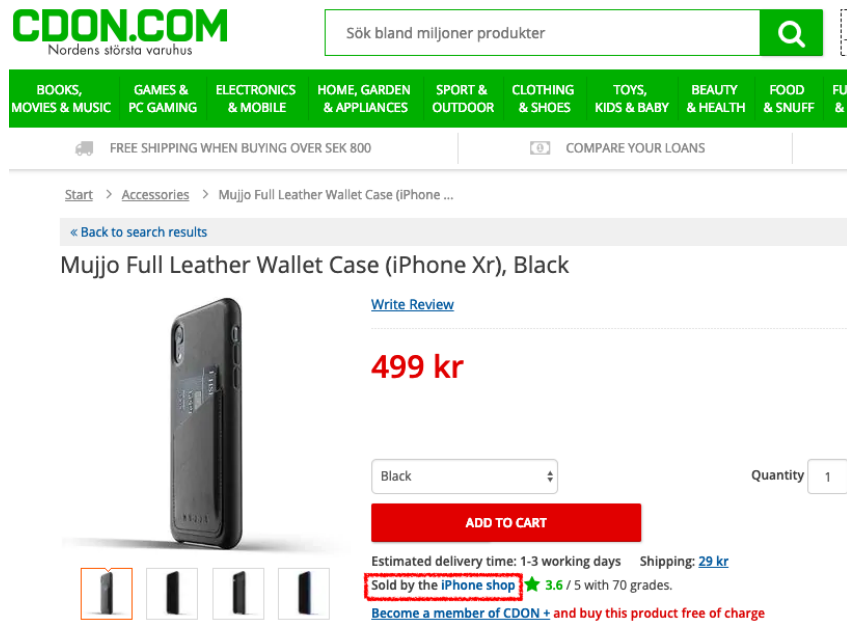 CDON.COM
Nordens största varuhus
Sök bland miljoner produkter
BOOKS,
MOVIES & MUSIC
GAMES &
PC GAMING
ELECTRONICS
& MOBILE
HOME, GARDEN
& APPLIANCES
SPORT &
OUTDOOR
CLOTHING
& SHOES
TOYS,
KIDS & BABY
BEAUTY
& HEALTH
FOOD
& SNUFF
FU
&
FREE SHIPPING WHEN BUYING OVER SEK 800
COMPARE YOUR LOANS
Start > Accessories > Mujjo Full Leather Wallet Case (iPhone ...
« Back to search results
Mujjo Full Leather Wallet Case (iPhone Xr), Black
Write Review
499 kr
Black
Quantity 1
ADD TO CART
Estimated delivery time: 1-3 working days Shipping: 29 kr
Sold by the iPhone shop 3.6 / 5 with 70 grades.
Become a member of CDON + and buy this product free of charge
MUJJO